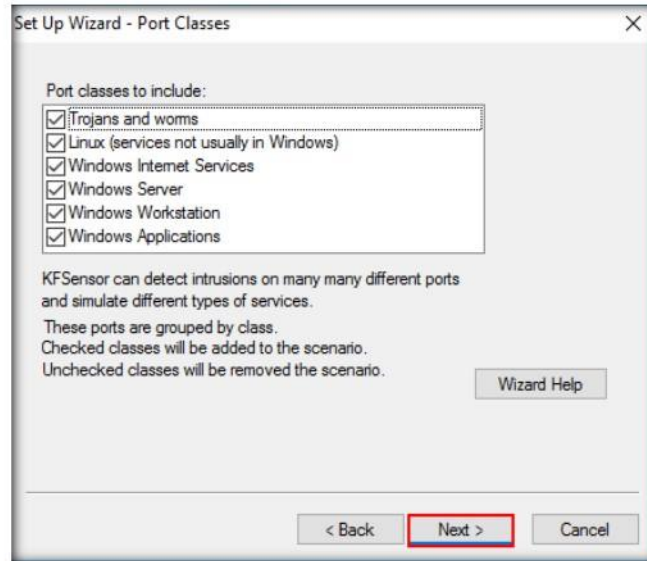 Set Up Wizard - Port Classes
Port classes to include:
Trojans and worms
Linux (services not usually in Windows)
Windows Internet Services
Windows Server
Windows Workstation
Windows Applications
KFSensor can detect intrusions on many many different ports
and simulate different types of services.
These ports are grouped by class.
Checked classes will be added to the scenario.
Unchecked classes will be removed the scenario.
Wizard Help
< Back
Next >
Cancel